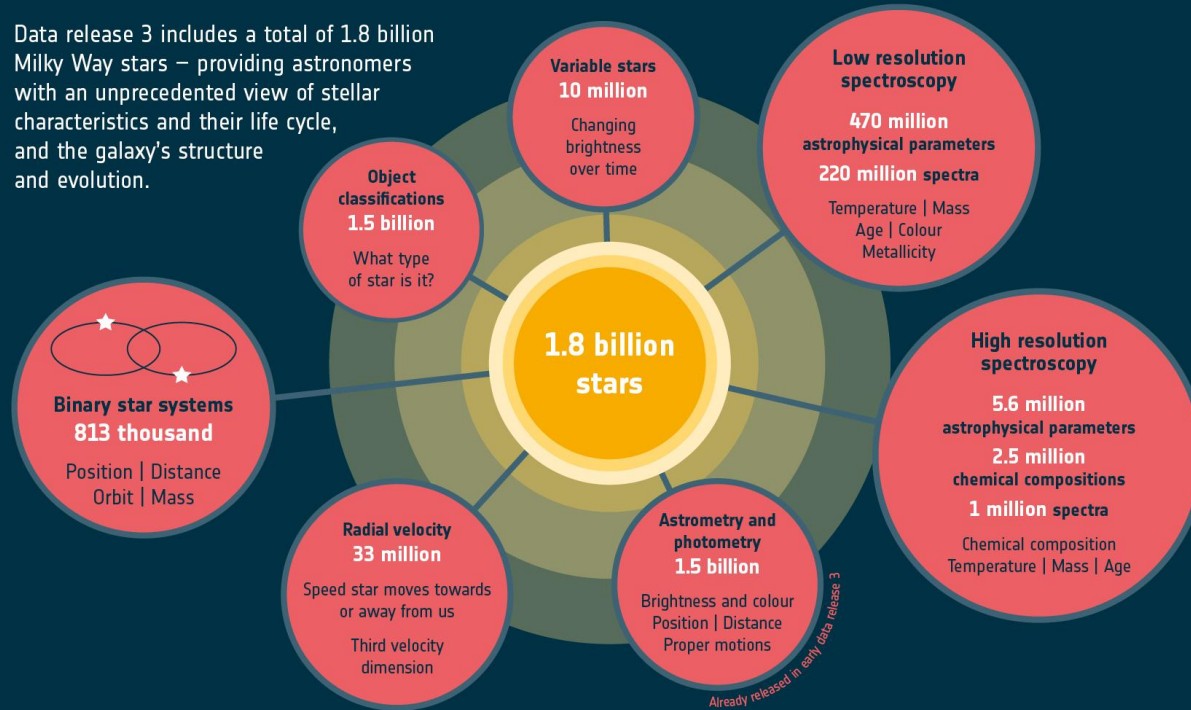 Data release 3 includes a total of 1.8 billion
Milky Way stars – providing astronomers
with an unprecedented view of stellar
characteristics and their life cycle,
and the galaxy's structure
and evolution.
Variable stars
10 million
Changing
brightness
over time
Low resolution
spectroscopy
470 million
astrophysical parameters
220 million spectra
Temperature | Mass
Age | Colour
Metallicity
Object
classifications
1.5 billion
What type
of star is it?
1.8 billion
stars
High resolution
spectroscopy
5.6 million
astrophysical parameters
2.5 million
chemical compositions
1 million spectra
Chemical composition
Temperature | Mass | Age
Binary star systems
813 thousand
Position | Distance
Orbit | Mass
Radial velocity
33 million
Speed star moves towards
or away from us
Third velocity
dimension
Astrometry and
photometry
1.5 billion
Brightness and colour
Position | Distance
Proper motions
Already released in early data release 3